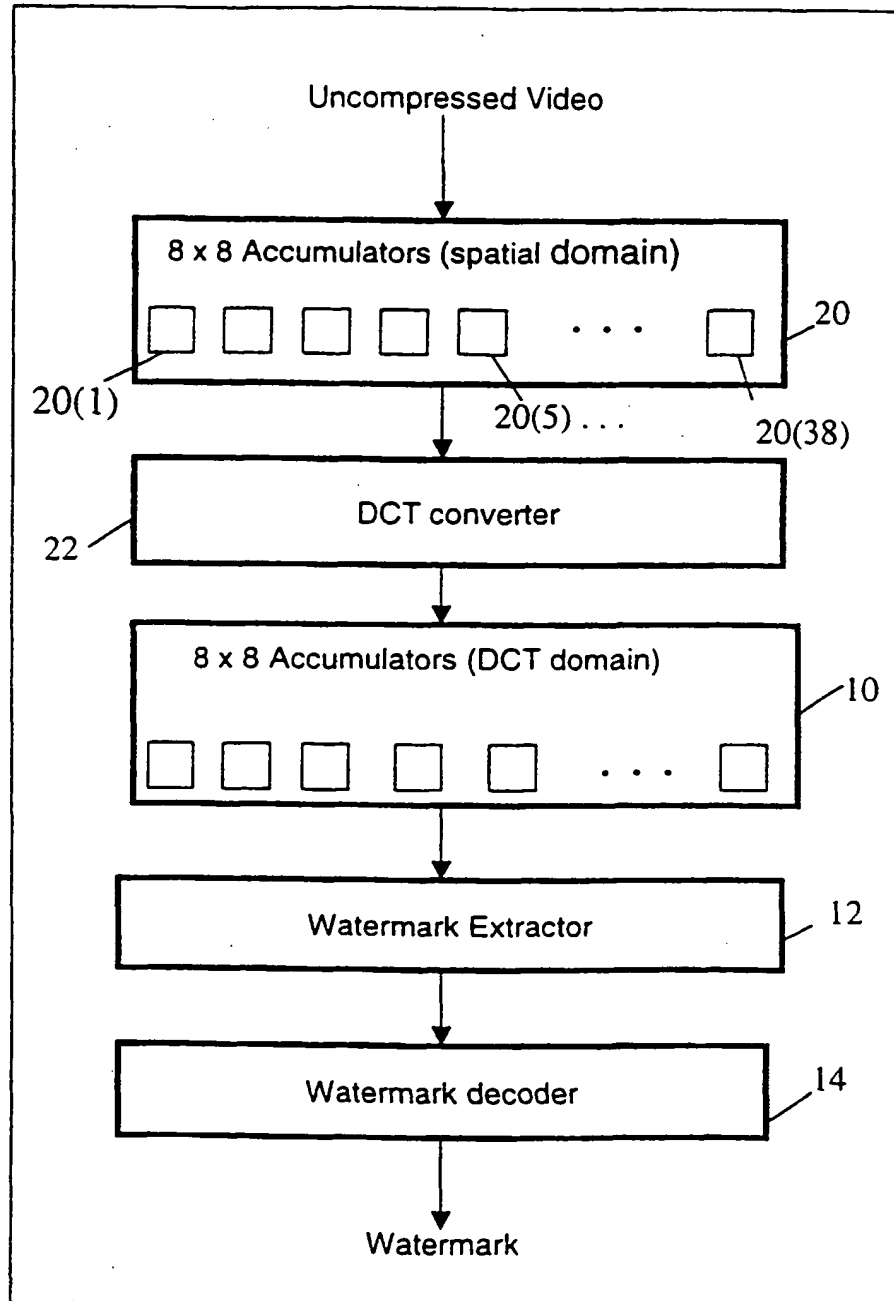 Uncompressed Video
8 x 8 Accumulators (spatial domain)
. . .
20
20(1)
20(5) . . .
20(38)
DCT converter
22
8 x 8 Accumulators (DCT domain)
10
. . .
Watermark Extractor
12
Watermark decoder
14
Watermark